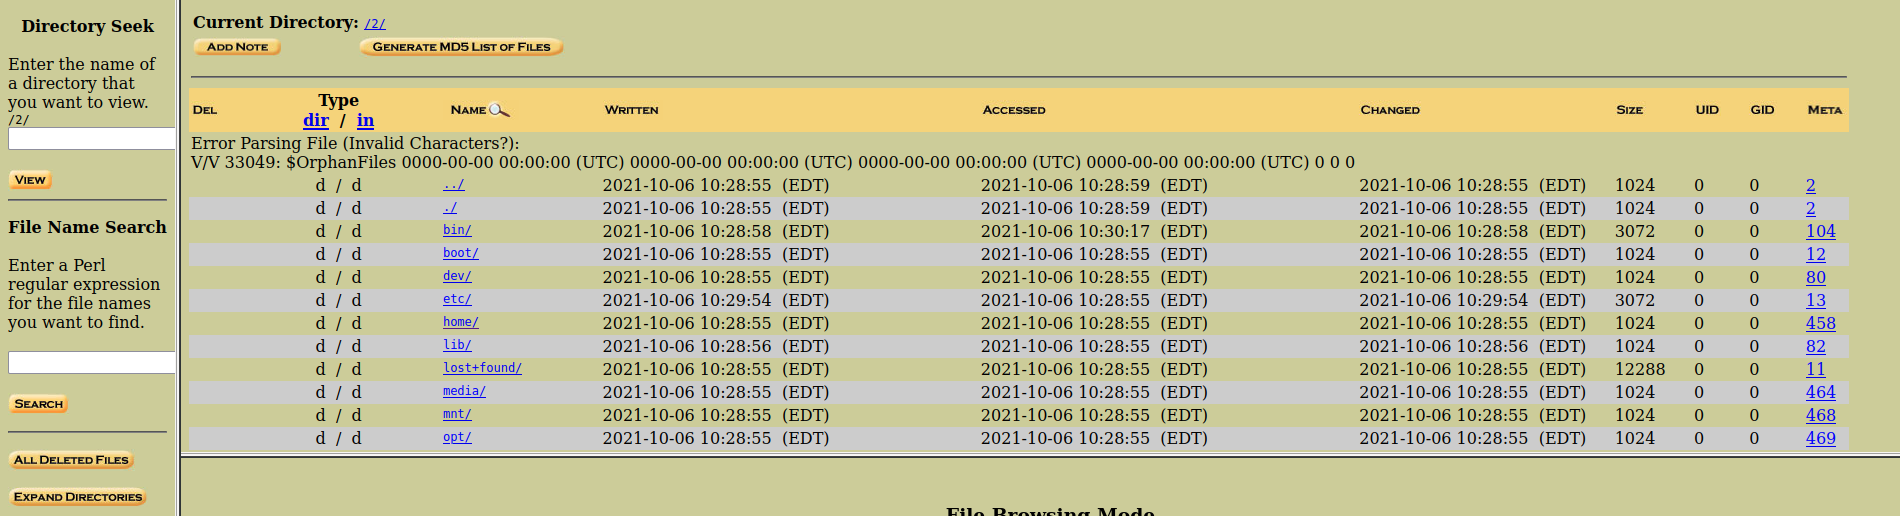 Directory Seek
Enter the name of
a directory that
you want to view.
/2/
VIEW
File Name Search
Enter a Perl
regular expression
for the file names
you want to find.
SEARCH
ALL DELETED FILES
EXPAND DIRECTORIES
Current Directory: /2/
ADD NOTE GENERATE MD5 LIST OF FILES
DEL Type dir / in NAME WRITTEN ACCESSED CHANGED SIZE UID GID META
Error Parsing File (Invalid Characters?):
V/V 33049: $OrphanFiles 0000-00-00 00:00:00 (UTC) 0000-00-00 00:00:00 (UTC) 0000-00-00 00:00:00 (UTC) 0000-00-00 00:00:00 (UTC) 0 0 0
d / d ../ 2021-10-06 10:28:55 (EDT) 2021-10-06 10:28:59 (EDT) 2021-10-06 10:28:55 (EDT) 1024 0 0 2
d / d ./ 2021-10-06 10:28:55 (EDT) 2021-10-06 10:28:59 (EDT) 2021-10-06 10:28:55 (EDT) 1024 0 0 2
d / d bin/ 2021-10-06 10:28:58 (EDT) 2021-10-06 10:30:17 (EDT) 2021-10-06 10:28:58 (EDT) 3072 0 0 104
d / d boot/ 2021-10-06 10:28:55 (EDT) 2021-10-06 10:28:55 (EDT) 2021-10-06 10:28:55 (EDT) 1024 0 0 12
d / d dev/ 2021-10-06 10:28:55 (EDT) 2021-10-06 10:28:55 (EDT) 2021-10-06 10:28:55 (EDT) 1024 0 0 80
d / d etc/ 2021-10-06 10:29:54 (EDT) 2021-10-06 10:28:55 (EDT) 2021-10-06 10:29:54 (EDT) 3072 0 0 13
d / d home/ 2021-10-06 10:28:55 (EDT) 2021-10-06 10:28:55 (EDT) 2021-10-06 10:28:55 (EDT) 1024 0 0 458
d / d lib/ 2021-10-06 10:28:56 (EDT) 2021-10-06 10:28:55 (EDT) 2021-10-06 10:28:56 (EDT) 1024 0 0 82
d / d lost+found/ 2021-10-06 10:28:55 (EDT) 2021-10-06 10:28:55 (EDT) 2021-10-06 10:28:55 (EDT) 12288 0 0 11
d / d media/ 2021-10-06 10:28:55 (EDT) 2021-10-06 10:28:55 (EDT) 2021-10-06 10:28:55 (EDT) 1024 0 0 464
d / d mnt/ 2021-10-06 10:28:55 (EDT) 2021-10-06 10:28:55 (EDT) 2021-10-06 10:28:55 (EDT) 1024 0 0 468
d / d opt/ 2021-10-06 10:28:55 (EDT) 2021-10-06 10:28:55 (EDT) 2021-10-06 10:28:55 (EDT) 1024 0 0 469
File Browsing Mode